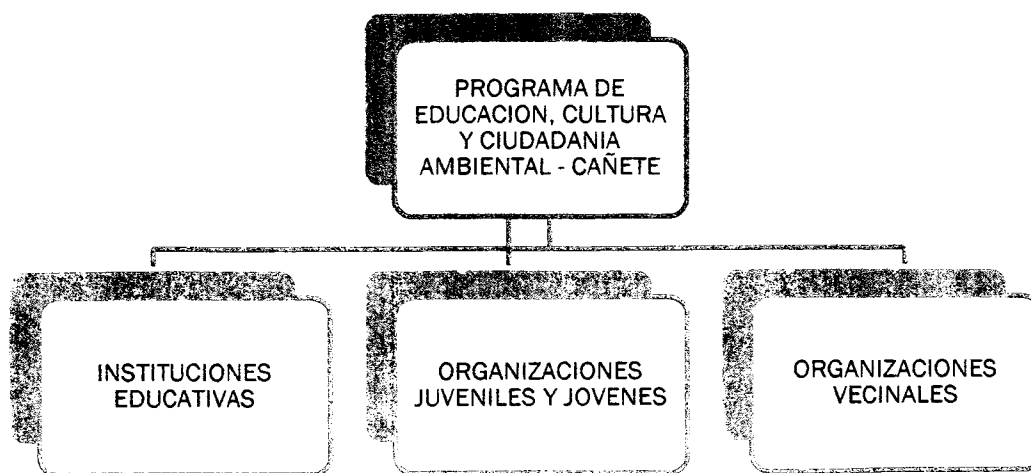 PROGRAMA DE
EDUCACION, CULTURA
Y CIUDADANIA
AMBIENTAL - CAÑETE
INSTITUCIONES
EDUCATIVAS
ORGANIZACIONES
JUVENILES Y JOVENES
ORGANIZACIONES
VECINALES